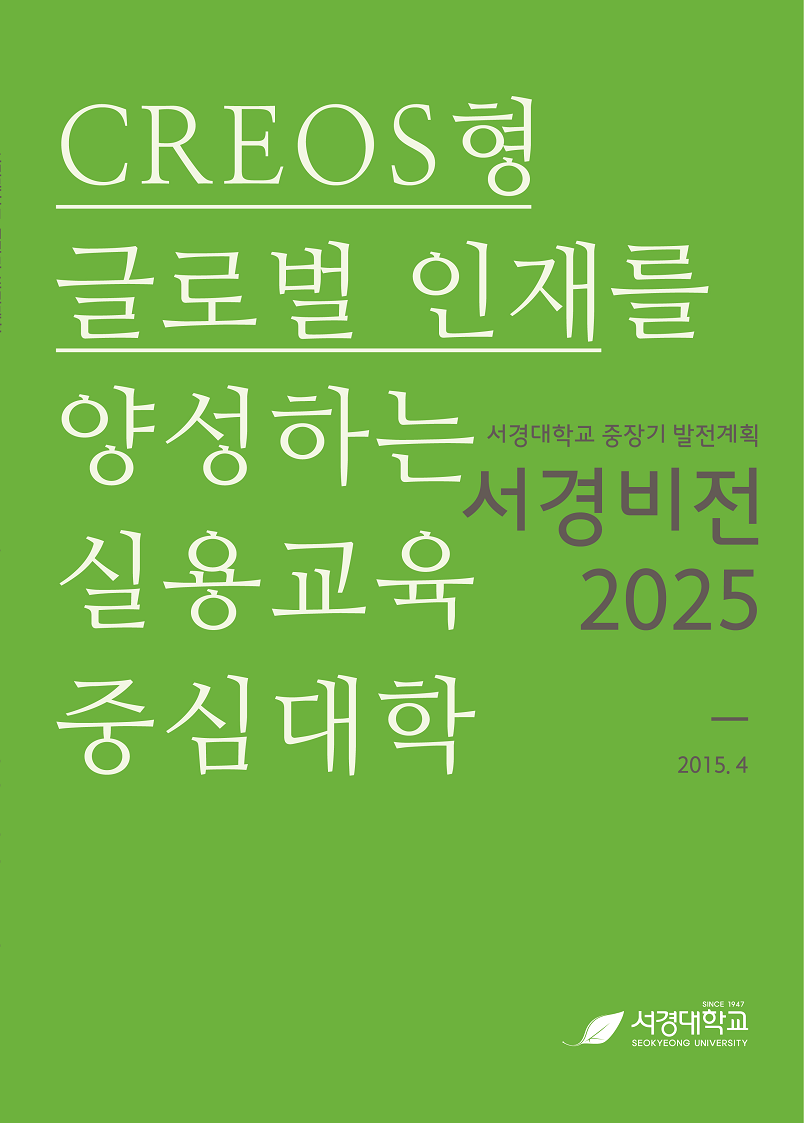 CREOS형
글로벌 인재를
양성하는
실용교육
중심대학
서경대학교 중장기 발전계획
서경비전
2025
2015. 4
SINCE 1947
서경대학교
SEOKYEONG UNIVERSITY